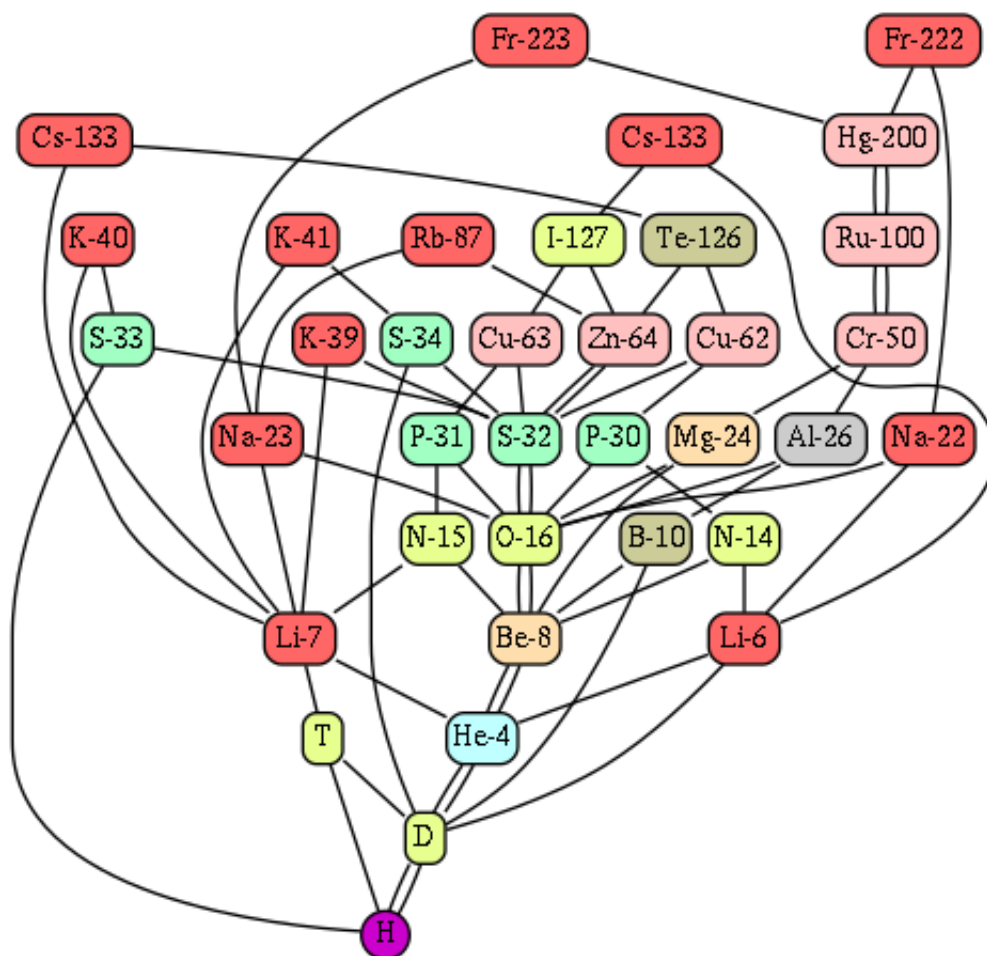 Fr-223
Fr-222
Cs-133
Cs-133
Hg-200
K-40
K-41
Rb-87
I-127
Te-126
Ru-100
S-33
K-39
S-34
Cu-63
Zn-64
Cu-62
Cr-50
Na-23
P-31
S-32
P-30
Mg-24
Al-26
Na-22
N-15
O-16
B-10
N-14
Li-7
Be-8
Li-6
T
He-4
D
H